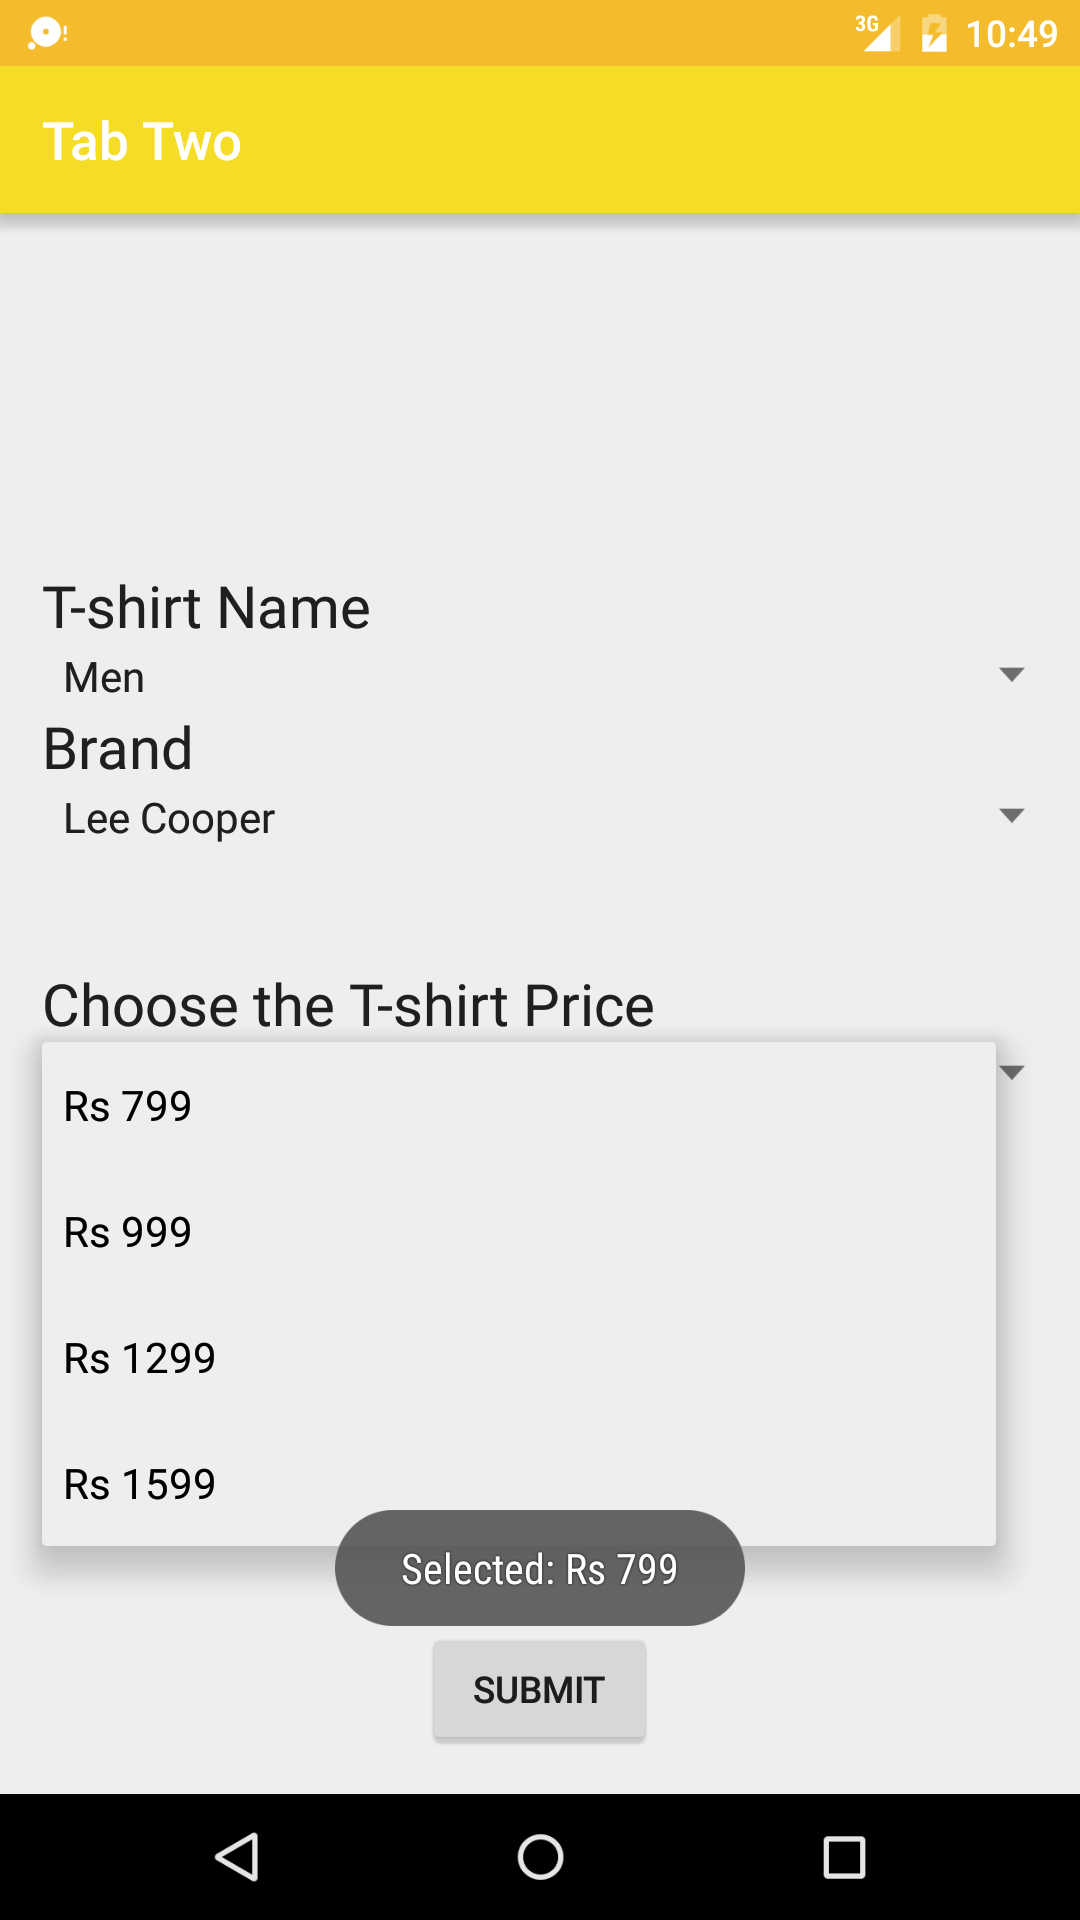 3G 10:49
Tab Two
T-shirt Name
Men
Brand
Lee Cooper
Choose the T-shirt Price
Rs 799
Rs 999
Rs 1299
Rs 1599
Selected: Rs 799
SUBMIT